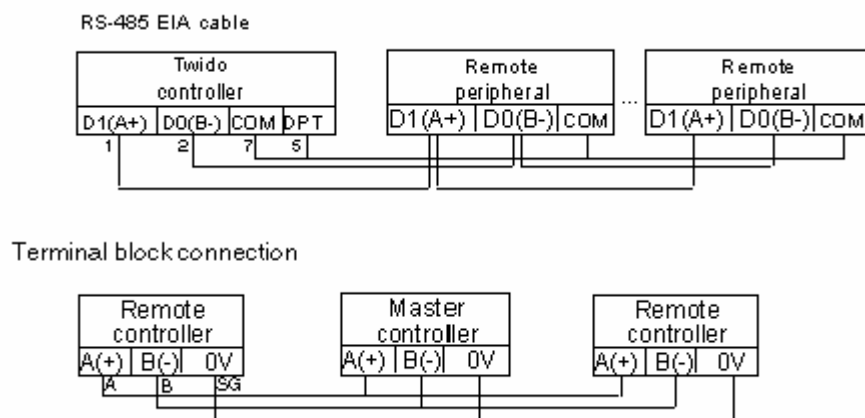 RS-485 EIA cable
Twido controller
D1(A+) D0(B-) COM DPT
1 2 7 5
Remote peripheral
D1(A+) D0(B-) COM
...
Remote peripheral
D1(A+) D0(B-) COM
Terminal block connection
Remote controller
A(+) B(-) 0V
A B SG
Master controller
A(+) B(-) 0V
Remote controller
A(+) B(-) 0V